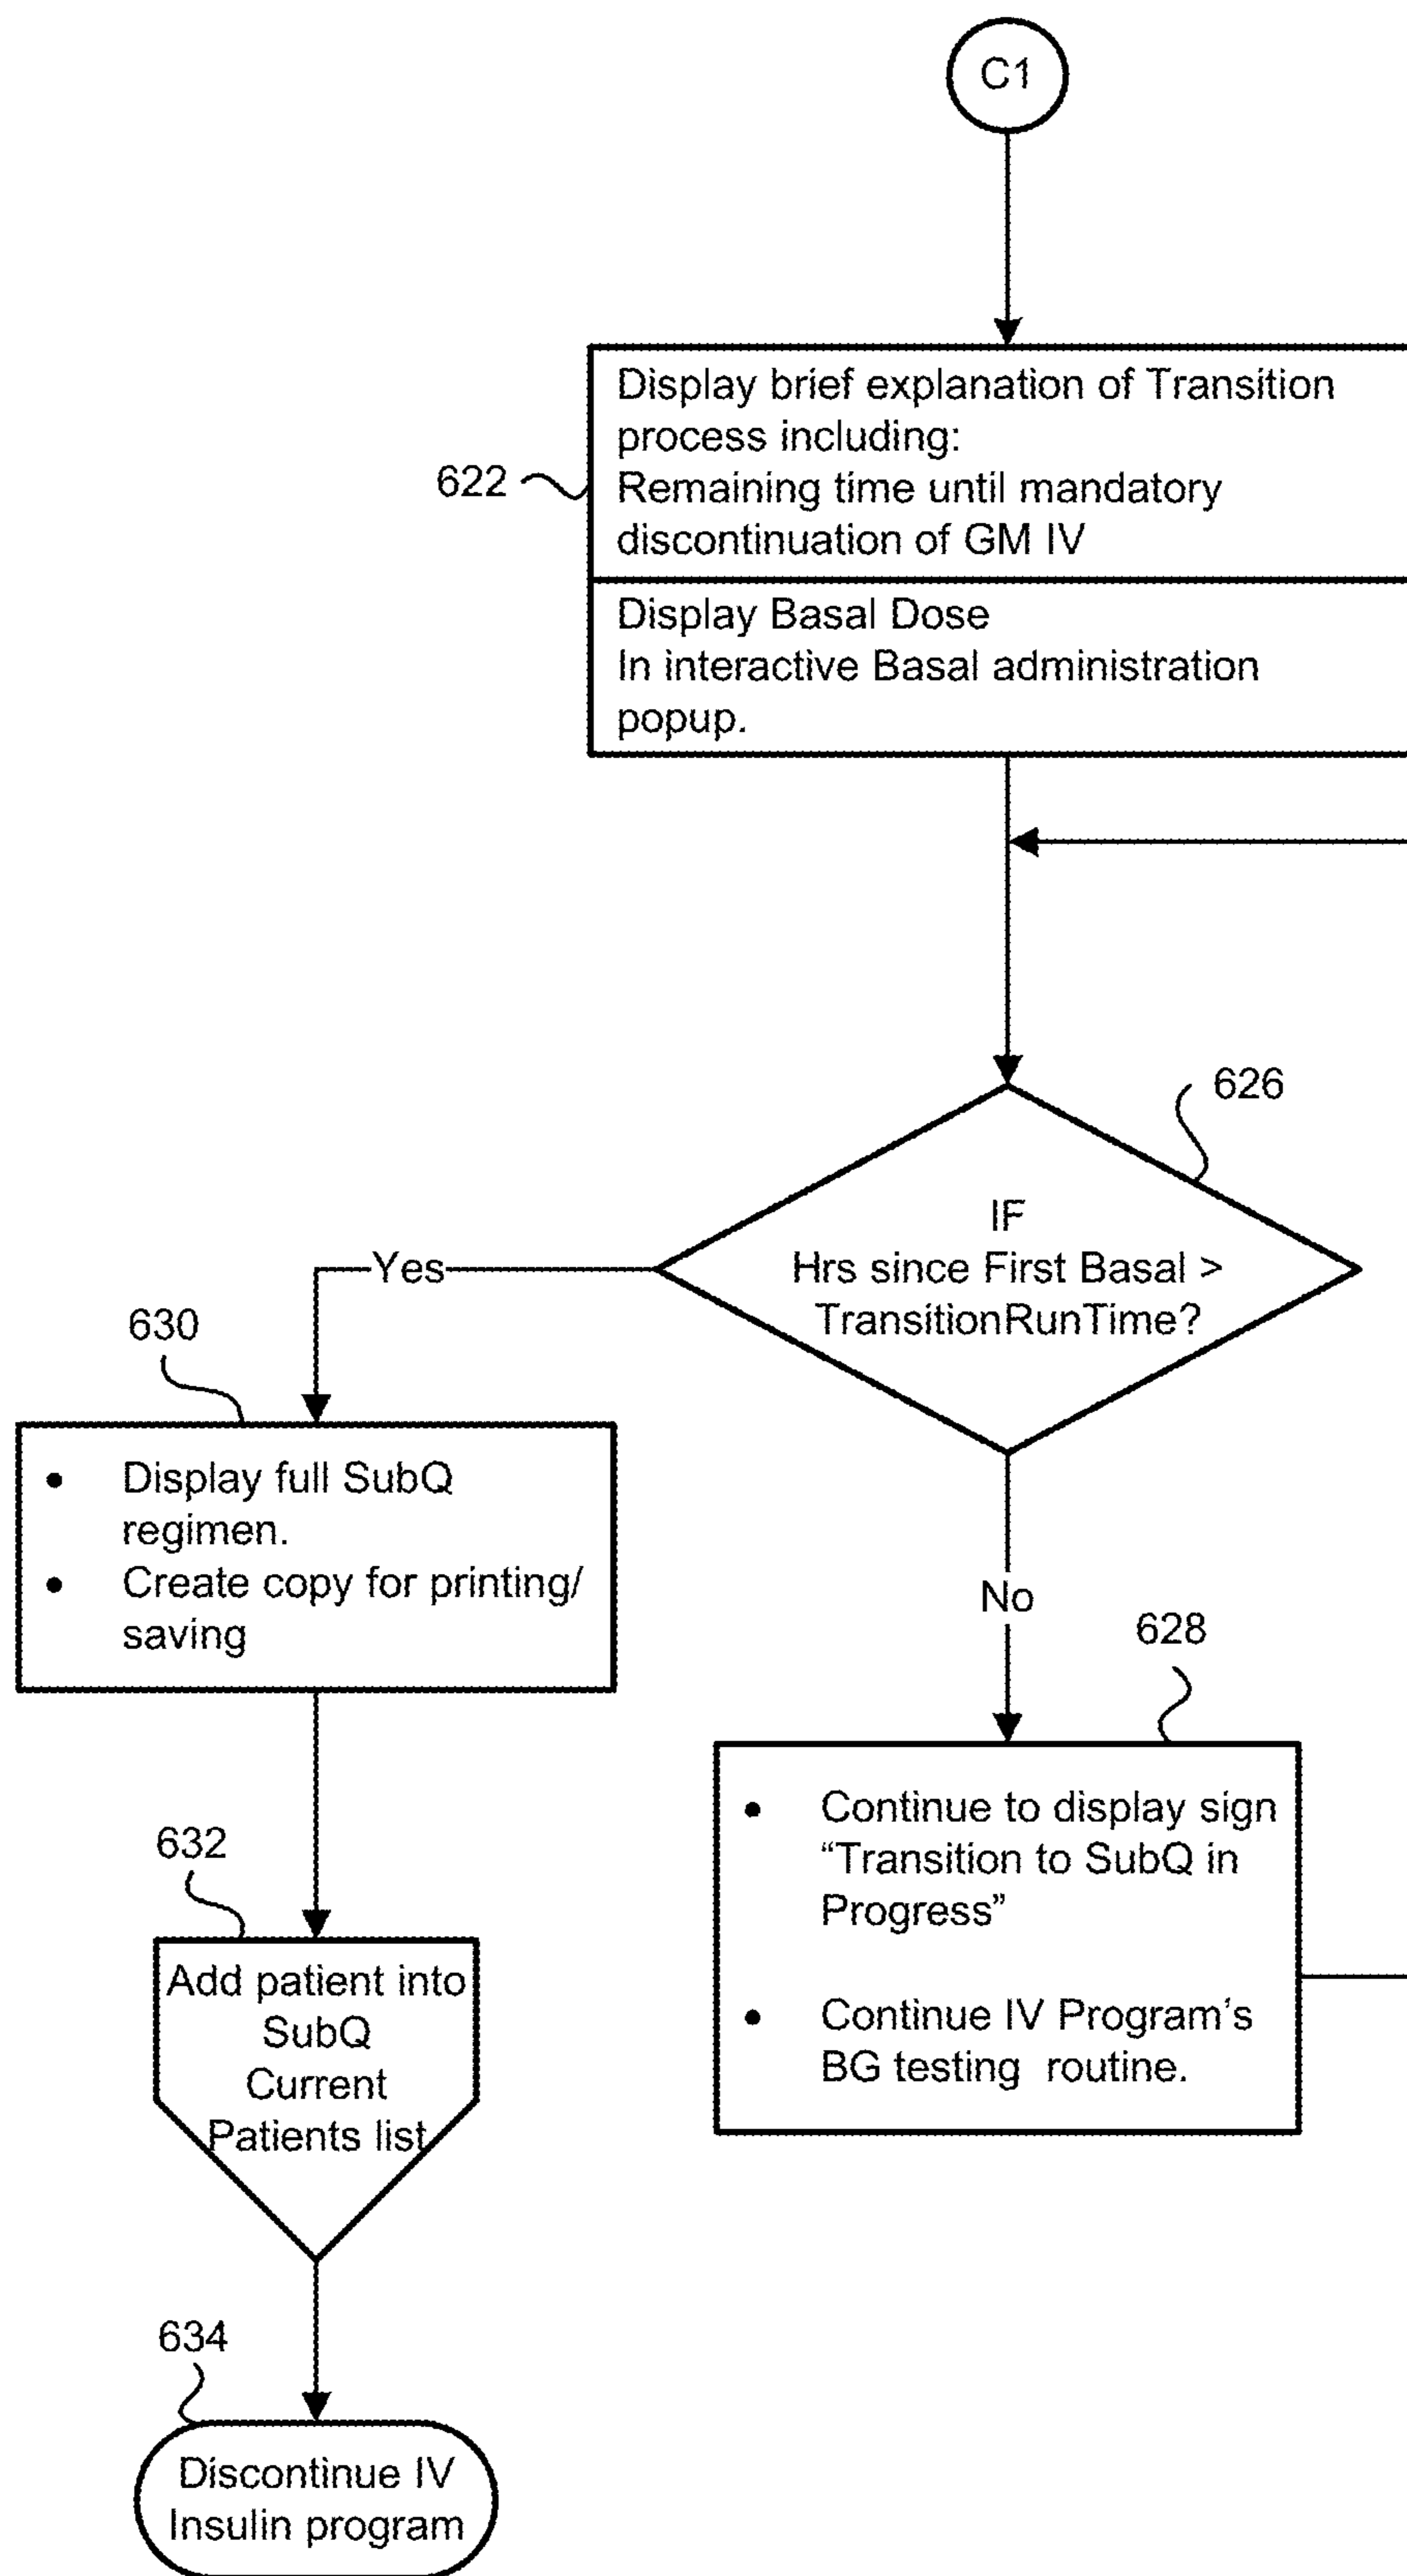 C1
Display brief explanation of Transition
process including:
Remaining time until mandatory
discontinuation of GM IV
622
Display Basal Dose
In interactive Basal administration
popup.
626
IF
Hrs since First Basal >
TransitionRunTime?
Yes
630
• Display full SubQ
regimen.
• Create copy for printing/
saving
No
628
• Continue to display sign
“Transition to SubQ in
Progress”
• Continue IV Program's
BG testing routine.
632
Add patient into
SubQ
Current
Patients list
634
Discontinue IV
Insulin program